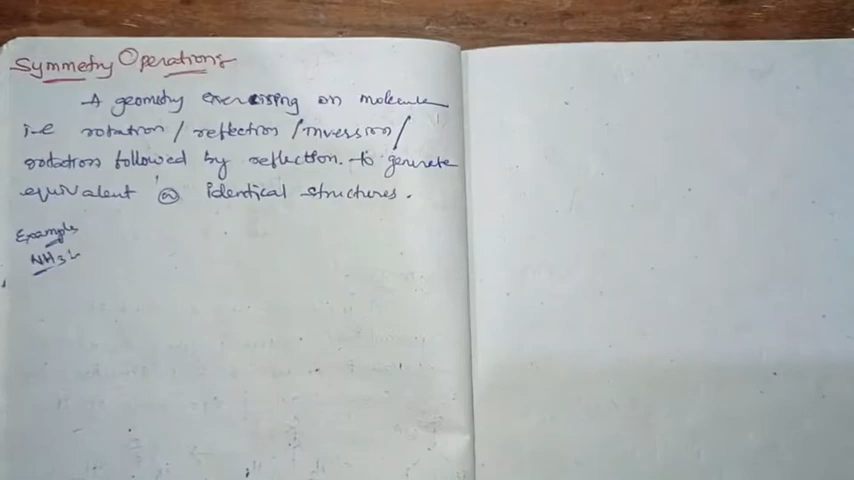 Symmetry Operations
A geometry exercising on molecule
i-e rotation / reflection / inversion /
rotation followed by reflection. to generate
equivalent or identical structures.
Example
NH3